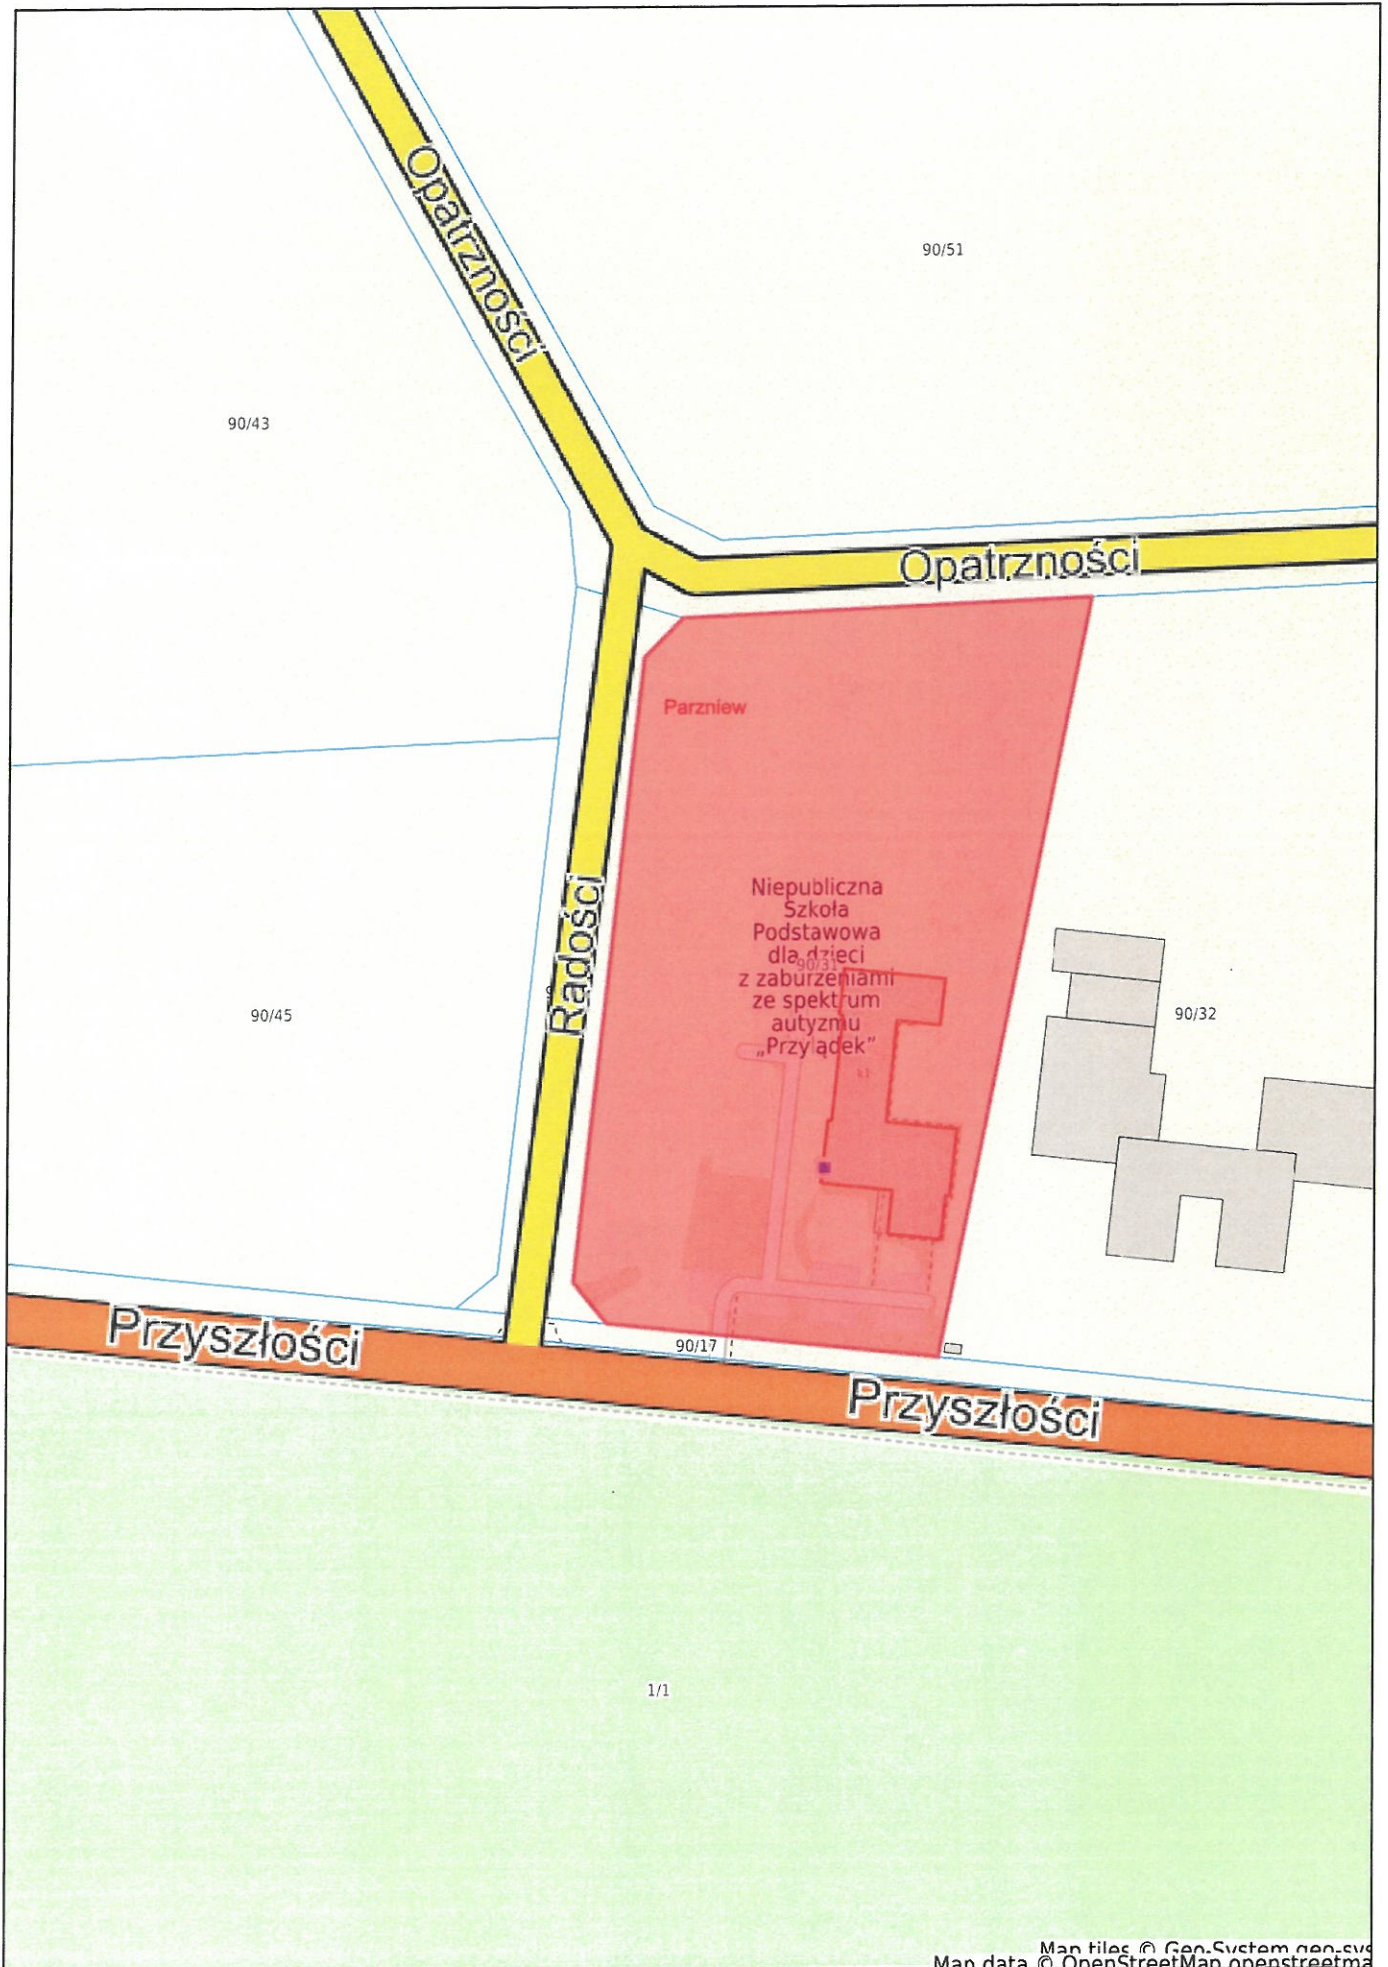 Opatrzności
90/51
90/43
Opatrzności
Parzniew
Niepubliczna
Szkoła
Podstawowa
dla dzieci
90/31
z zaburzeniami
ze spektrum
autyzmu
„Przylądek”
Radości
90/45
90/32
Przyszłości
90/17
Przyszłości
1/1
Map tiles © Geo-System geo-sys
Map data © OpenStreetMap openstreetma